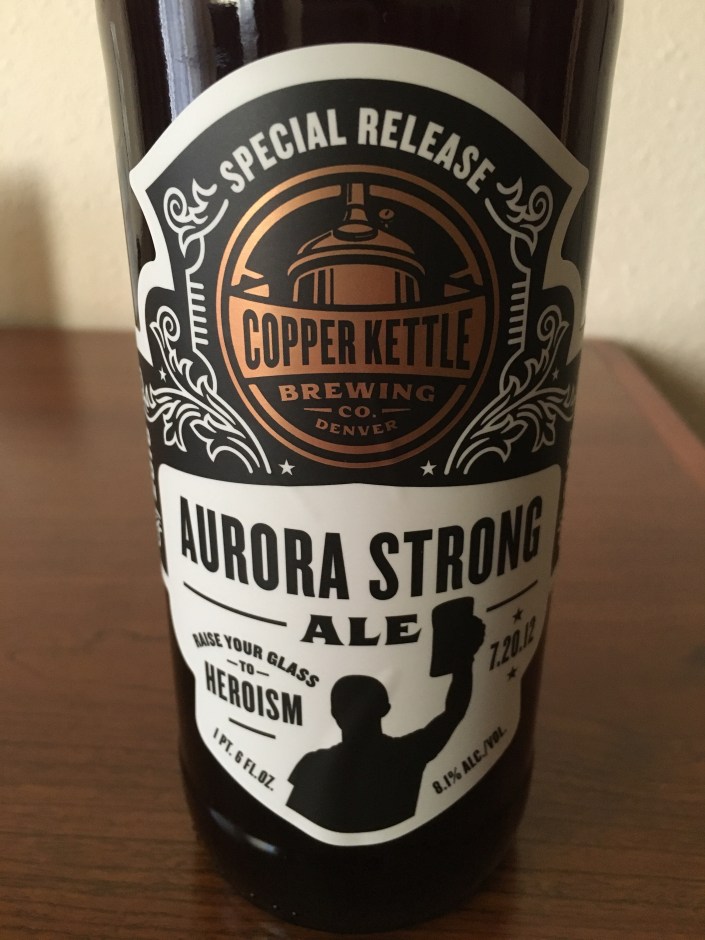 SPECIAL RELEASE
COPPER KETTLE
BREWING
CO.
DENVER
AURORA STRONG
ALE
RAISE YOUR GLASS
TO
HEROISM
7.20.12
1 PT. 6 FL.OZ.
8.1% ALC./VOL.